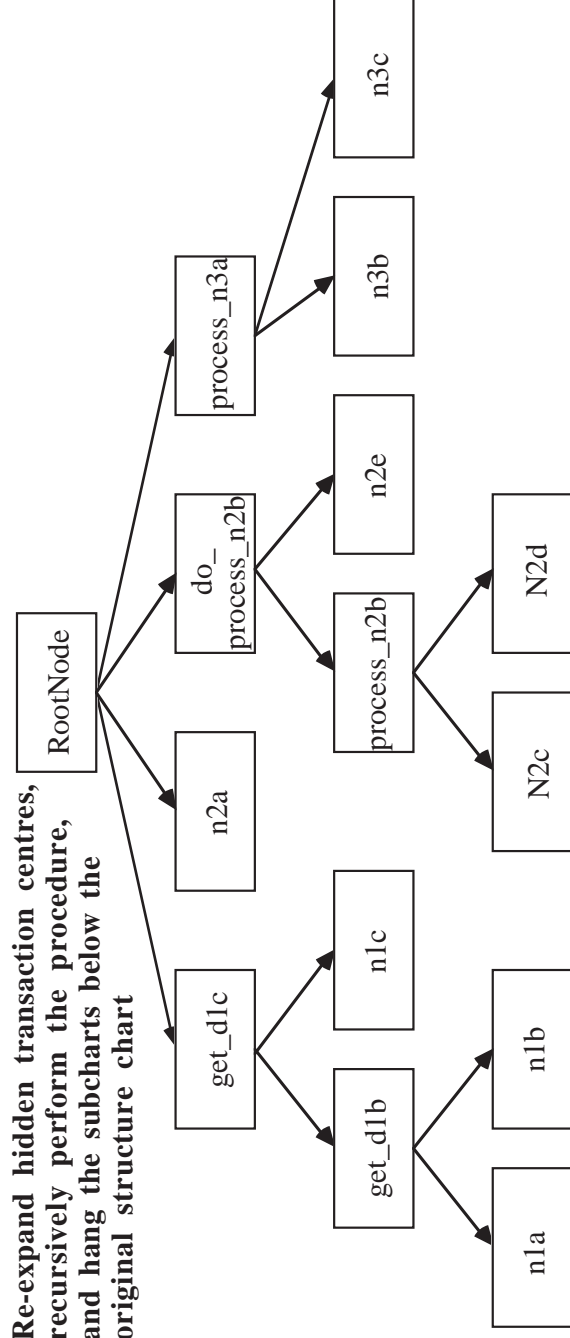 Re-expand hidden transaction centres,
recursively perform the procedure,
and hang the subcharts below the
original structure chart
RootNode
get_d1c
n2a
do_
process_n2b
process_n3a
get_d1b
n1c
process_n2b
n2e
n3b
n3c
n1a
n1b
N2c
N2d